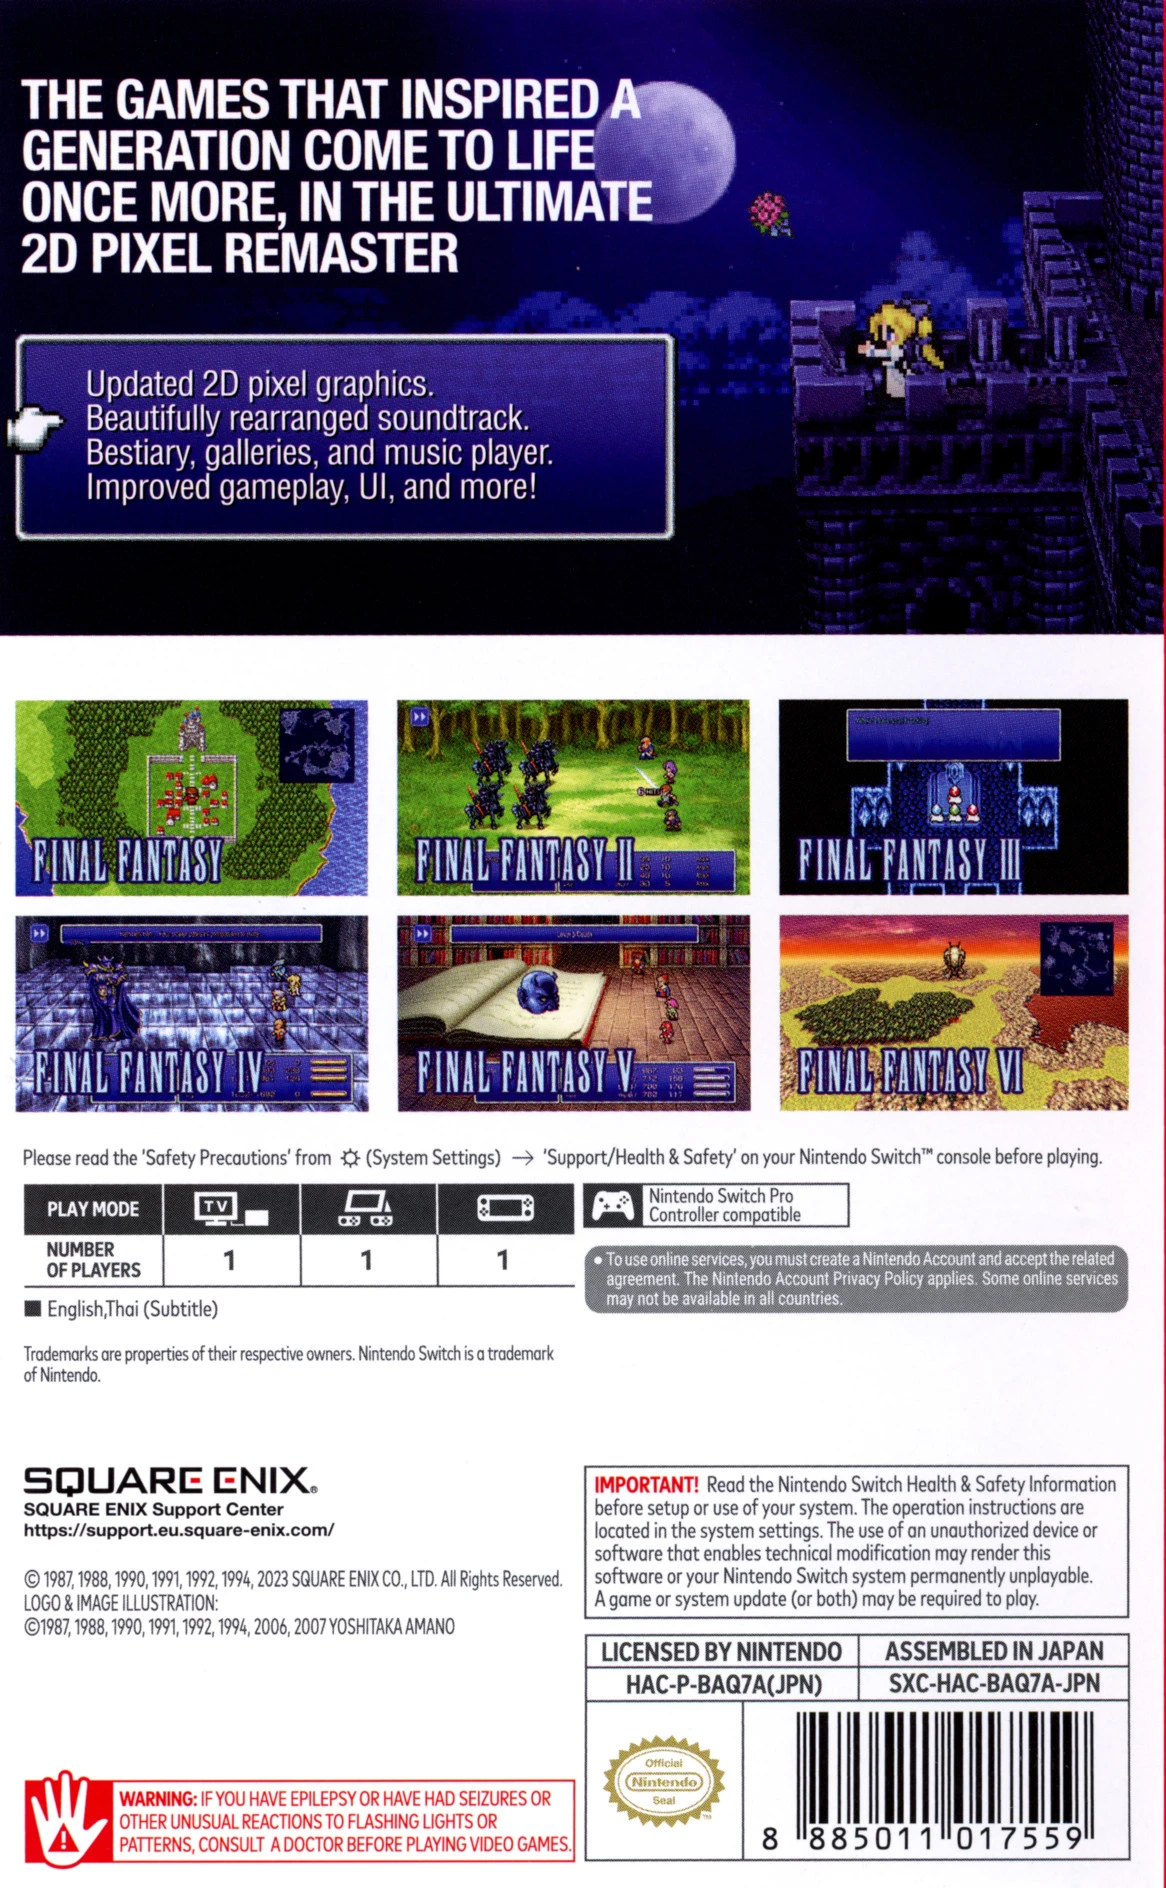 THE GAMES THAT INSPIRED A
GENERATION COME TO LIFE
ONCE MORE, IN THE ULTIMATE
2D PIXEL REMASTER
Updated 2D pixel graphics.
Beautifully rearranged soundtrack.
Bestiary, galleries, and music player.
Improved gameplay, UI, and more!
FINAL FANTASY
FINAL FANTASY II
FINAL FANTASY III
FINAL FANTASY IV
FINAL FANTASY V
FINAL FANTASY VI
Please read the 'Safety Precautions' from (System Settings) → 'Support/Health & Safety' on your Nintendo Switch™ console before playing.
PLAY MODE
TV
NUMBER
OF PLAYERS
1 1 1
Nintendo Switch Pro
Controller compatible
• To use online services, you must create a Nintendo Account and accept the related
agreement. The Nintendo Account Privacy Policy applies. Some online services
may not be available in all countries.
■ English,Thai (Subtitle)
Trademarks are properties of their respective owners. Nintendo Switch is a trademark
of Nintendo.
SQUARE ENIX®
SQUARE ENIX Support Center
https://support.eu.square-enix.com/
© 1987, 1988, 1990, 1991, 1992, 1994, 2023 SQUARE ENIX CO., LTD. All Rights Reserved.
LOGO & IMAGE ILLUSTRATION:
©1987, 1988, 1990, 1991, 1992, 1994, 2006, 2007 YOSHITAKA AMANO
IMPORTANT! Read the Nintendo Switch Health & Safety Information
before setup or use of your system. The operation instructions are
located in the system settings. The use of an unauthorized device or
software that enables technical modification may render this
software or your Nintendo Switch system permanently unplayable.
A game or system update (or both) may be required to play.
LICENSED BY NINTENDO
ASSEMBLED IN JAPAN
HAC-P-BAQ7A(JPN)
SXC-HAC-BAQ7A-JPN
Official
Nintendo
Seal
™
8 885011 017559
WARNING: IF YOU HAVE EPILEPSY OR HAVE HAD SEIZURES OR
OTHER UNUSUAL REACTIONS TO FLASHING LIGHTS OR
PATTERNS, CONSULT A DOCTOR BEFORE PLAYING VIDEO GAMES.